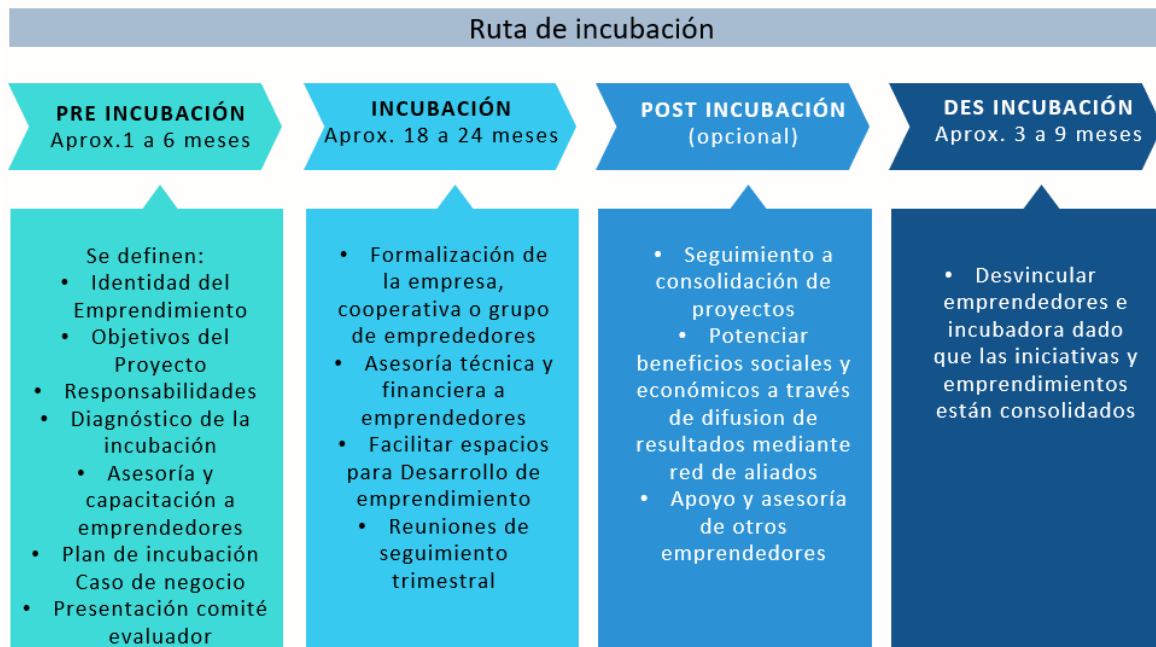 Ruta de incubación
PRE INCUBACIÓN
Aprox.1 a 6 meses
Se definen:
• Identidad del
Emprendimiento
• Objetivos del
Proyecto
• Responsabilidades
• Diagnóstico de la
incubación
• Asesoría y
capacitación a
emprendedores
• Plan de incubación
Caso de negocio
• Presentación comité
evaluador
INCUBACIÓN
Aprox. 18 a 24 meses
• Formalización de
la empresa,
cooperativa o grupo
de emprededores
• Asesoría técnica y
financiera a
emprendedores
• Facilitar espacios
para Desarrollo de
emprendimiento
• Reuniones de
seguimiento
trimestral
POST INCUBACIÓN
(opcional)
• Seguimiento a
consolidación de
proyectos
• Potenciar
beneficios sociales y
económicos a través
de difusion de
resultados mediante
red de aliados
• Apoyo y asesoría
de otros
emprendedores
DES INCUBACIÓN
Aprox. 3 a 9 meses
• Desvincular
emprendedores e
incubadora dado
que las iniciativas y
emprendimientos
están consolidados